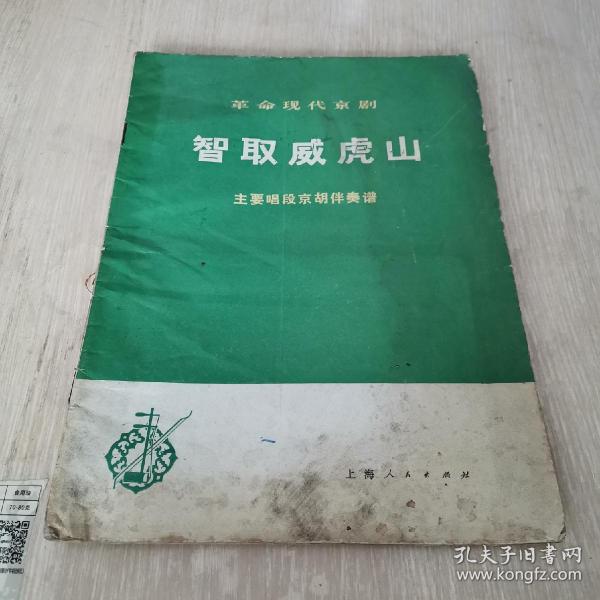 革命现代京剧
智取威虎山
主要唱段京胡伴奏谱
上海人民出版社
孔夫子旧书网
www.kongfz.com